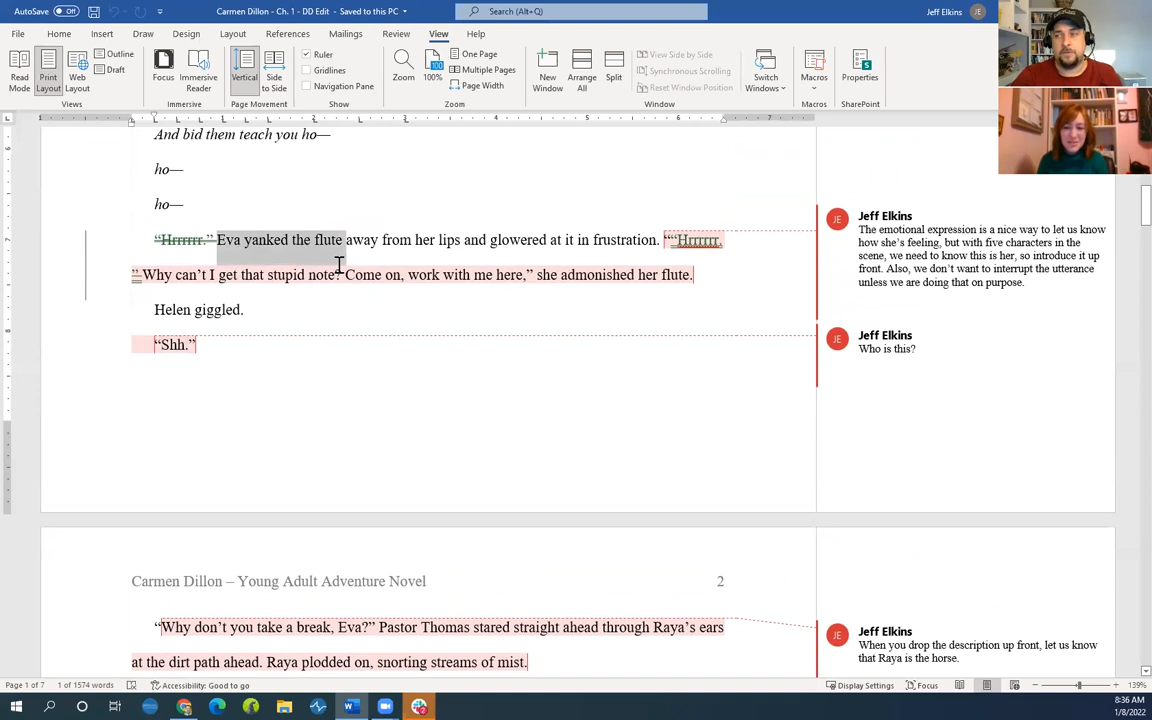 AutoSave Off Carmen Dillon - Ch. 1 - DD Edit - Saved to this PC Search (Alt+Q) Jeff Elkins JE
File Home Insert Draw Design Layout References Mailings Review View Help
Read Mode Print Layout Web Layout Outline Draft Focus Immersive Reader Vertical Side to Side Ruler Gridlines Navigation Pane Zoom 100% One Page Multiple Pages Page Width New Window Arrange All Split View Side by Side Synchronous Scrolling Reset Window Position Switch Windows Macros Properties
Views Immersive Page Movement Show Zoom Window Macros SharePoint
1 1 2 3 4 5 6 7
And bid them teach you ho—
ho—
ho—
“Hrrrrrr.” Eva yanked the flute away from her lips and glowered at it in frustration. ““Hrrrrrr.
” Why can’t I get that stupid note? Come on, work with me here,” she admonished her flute.
Helen giggled.
“Shh.”
JE Jeff Elkins
The emotional expression is a nice way to let us know
how she’s feeling, but with five characters in the
scene, we need to know this is her, so introduce it up
front. Also, we don’t want to interrupt the utterance
unless we are doing that on purpose.
JE Jeff Elkins
Who is this?
Carmen Dillon – Young Adult Adventure Novel 2
“Why don’t you take a break, Eva?” Pastor Thomas stared straight ahead through Raya’s ears
at the dirt path ahead. Raya plodded on, snorting streams of mist.
JE Jeff Elkins
When you drop the description up front, let us know
that Raya is the horse.
Page 1 of 7 1 of 1574 words Accessibility: Good to go Display Settings Focus 139%
8:36 AM
1/8/2022